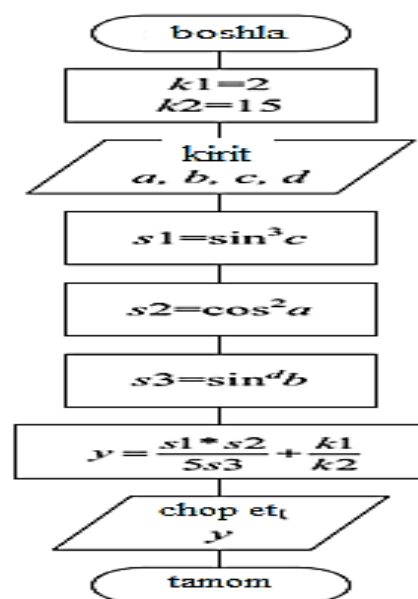 boshla
k1=2
k2=15
kirit
a, b, c, d
s1=sin³c
s2=cos²a
s3=sinᵈb
y = s1*s2/5s3 + k1/k2
chop et
y
tamom